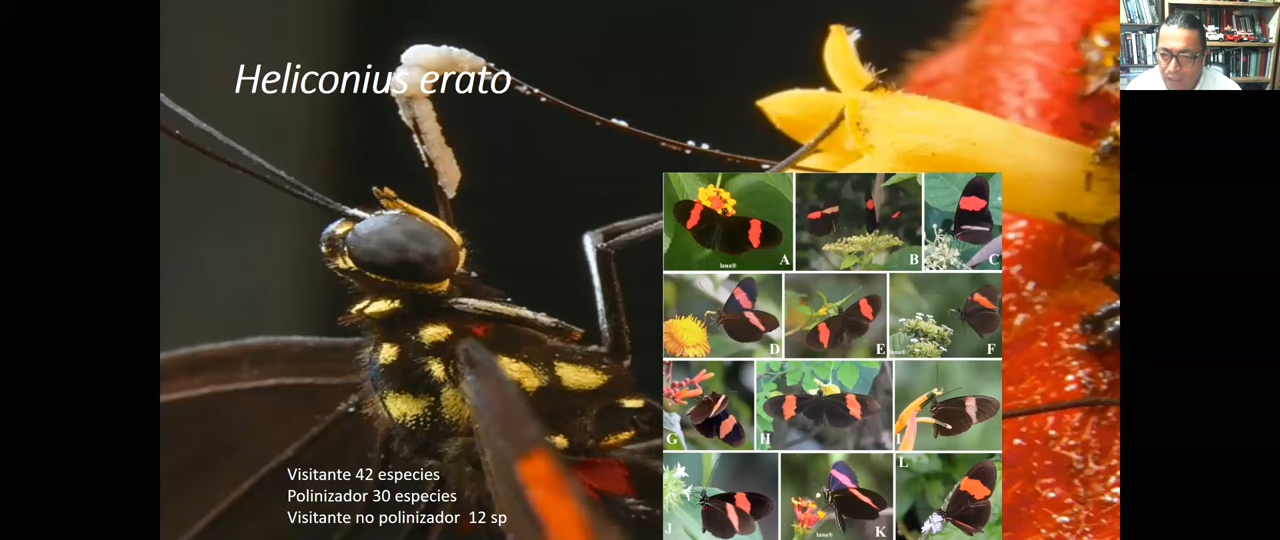 Heliconius erato
A
B
C
D
E
F
G
H
I
J
K
L
Visitante 42 especies
Polinizador 30 especies
Visitante no polinizador 12 sp